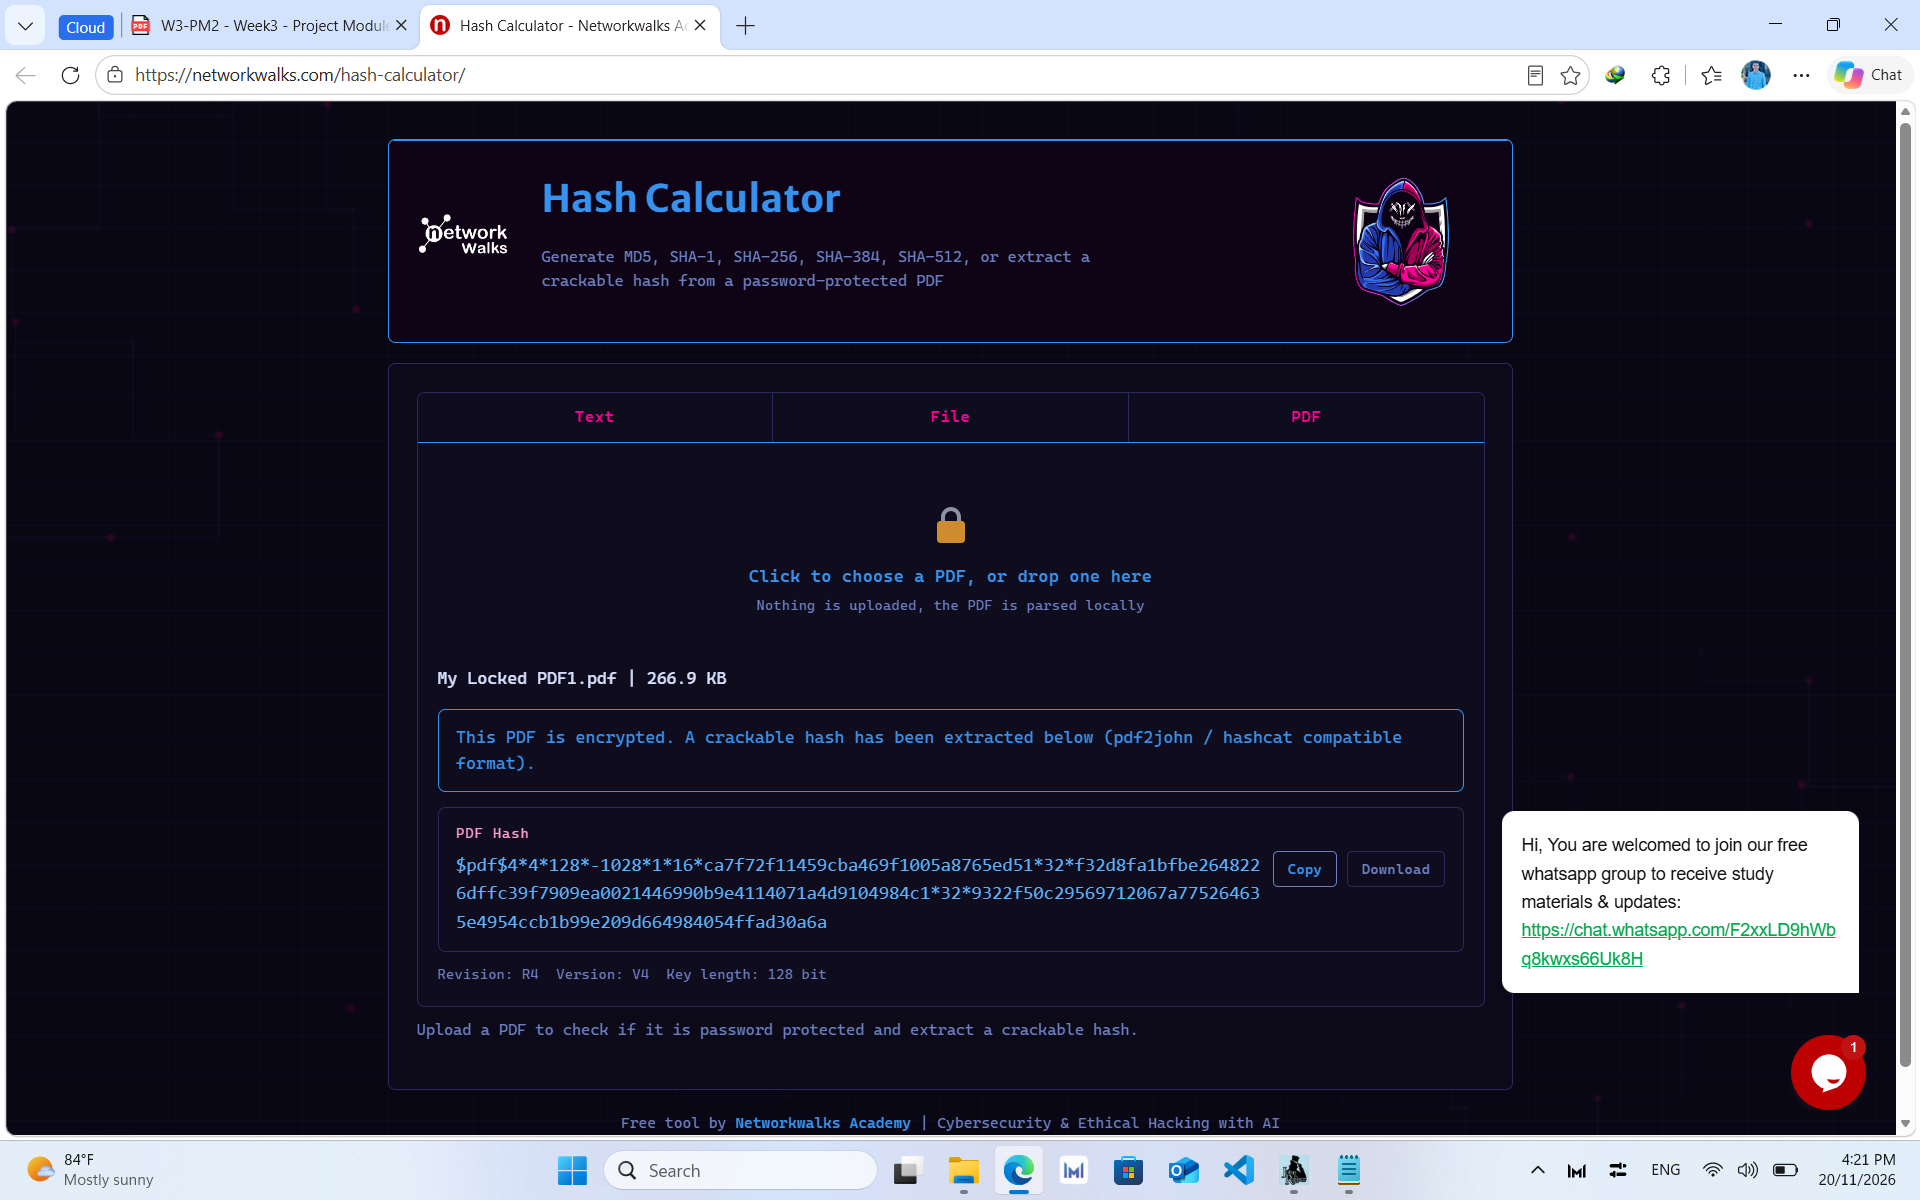 Cloud
W3-PM2 - Week3 - Project Module
Hash Calculator - Networkwalks Ac
https://networkwalks.com/hash-calculator/
Chat
network
Walks
Hash Calculator
Generate MD5, SHA-1, SHA-256, SHA-384, SHA-512, or extract a
crackable hash from a password-protected PDF
Text
File
PDF
Click to choose a PDF, or drop one here
Nothing is uploaded, the PDF is parsed locally
My Locked PDF1.pdf | 266.9 KB
This PDF is encrypted. A crackable hash has been extracted below (pdf2john / hashcat compatible
format).
PDF Hash
$pdf$4*4*128*-1028*1*16*ca7f72f11459cba469f1005a8765ed51*32*f32d8fa1bfbe264822
6dffc39f7909ea0021446990b9e4114071a4d9104984c1*32*9322f50c29569712067a77526463
5e4954ccb1b99e209d664984054ffad30a6a
Copy
Download
Revision: R4 Version: V4 Key length: 128 bit
Upload a PDF to check if it is password protected and extract a crackable hash.
Hi, You are welcomed to join our free
whatsapp group to receive study
materials & updates:
https://chat.whatsapp.com/F2xxLD9hWb
q8kwxs66Uk8H
1
Free tool by Networkwalks Academy | Cybersecurity & Ethical Hacking with AI
84°F
Mostly sunny
Search
ENG
4:21 PM
20/11/2026